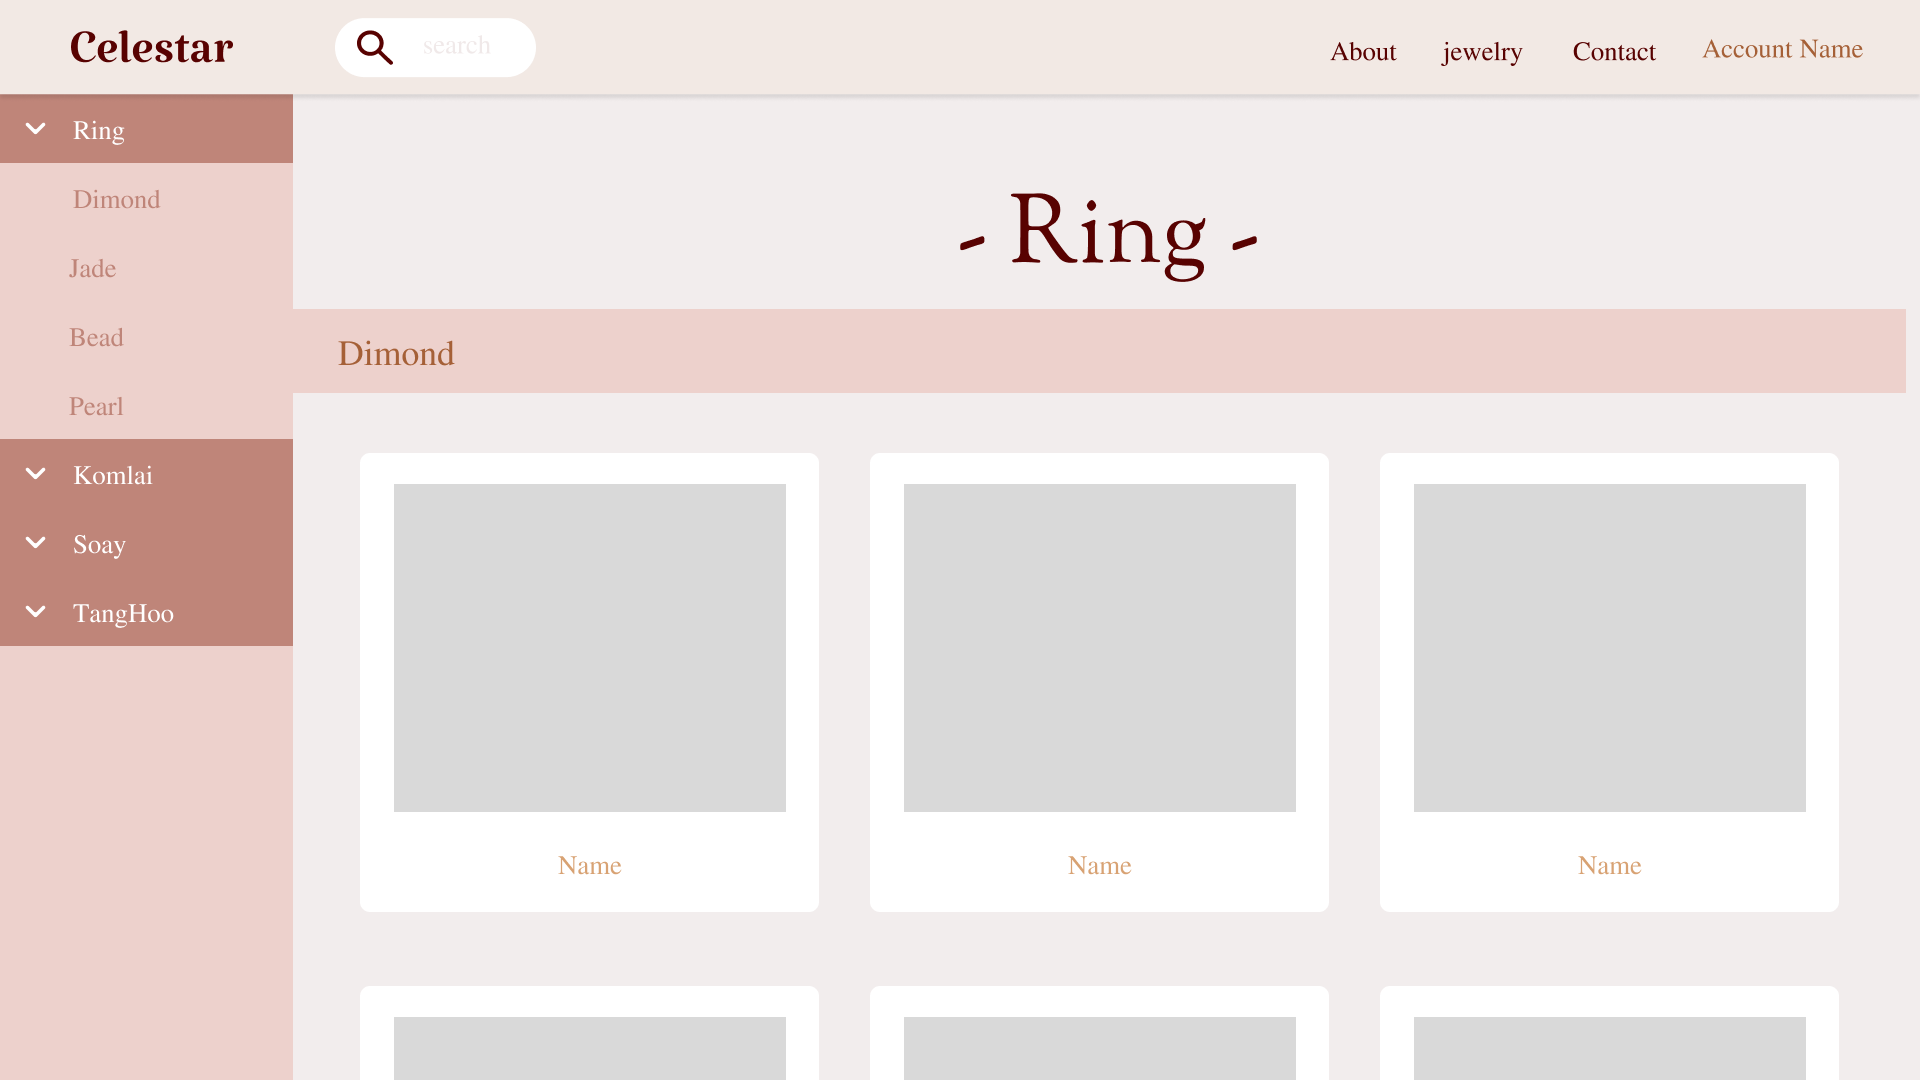 Celestar
search
About
jewelry
Contact
Account Name
Ring
Dimond
Jade
Bead
Pearl
Komlai
Soay
TangHoo
- Ring -
Dimond
Name
Name
Name